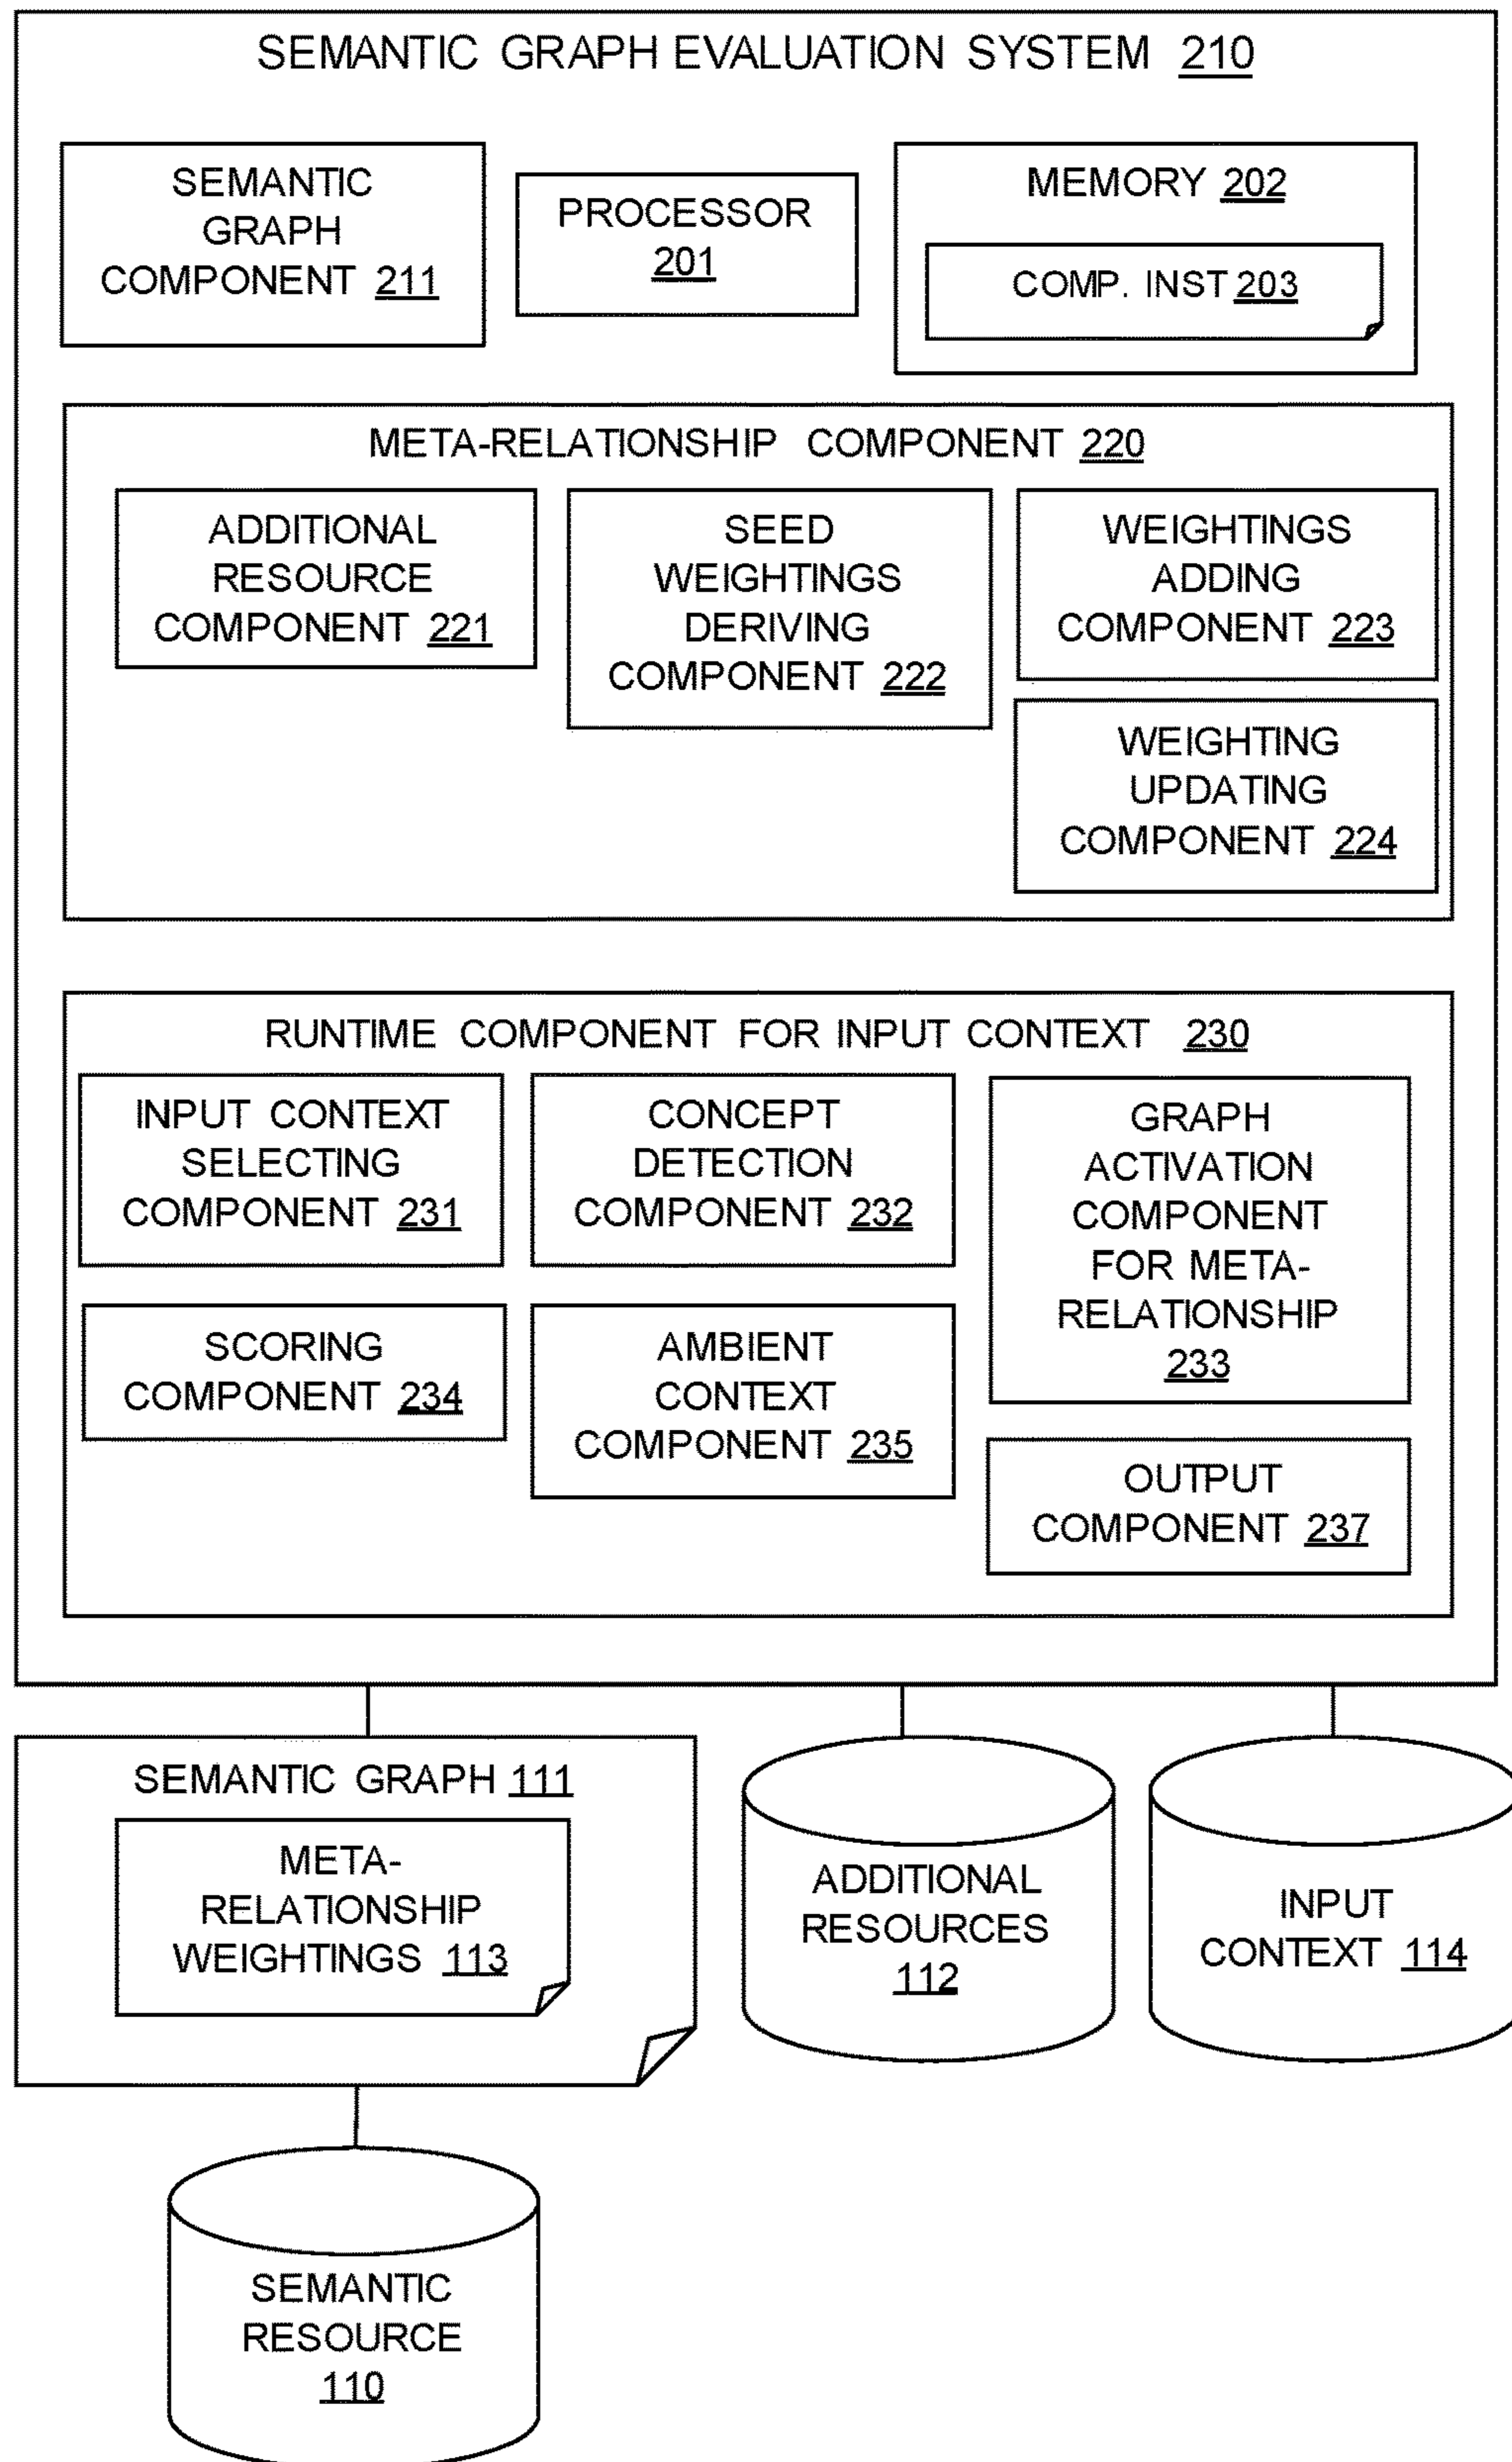 SEMANTIC GRAPH EVALUATION SYSTEM 210
SEMANTIC
GRAPH
COMPONENT 211
PROCESSOR
201
MEMORY 202
COMP. INST 203
META-RELATIONSHIP COMPONENT 220
ADDITIONAL
RESOURCE
COMPONENT 221
SEED
WEIGHTINGS
DERIVING
COMPONENT 222
WEIGHTINGS
ADDING
COMPONENT 223
WEIGHTING
UPDATING
COMPONENT 224
RUNTIME COMPONENT FOR INPUT CONTEXT 230
INPUT CONTEXT
SELECTING
COMPONENT 231
CONCEPT
DETECTION
COMPONENT 232
GRAPH
ACTIVATION
COMPONENT
FOR META-
RELATIONSHIP
233
SCORING
COMPONENT 234
AMBIENT
CONTEXT
COMPONENT 235
OUTPUT
COMPONENT 237
SEMANTIC GRAPH 111
META-
RELATIONSHIP
WEIGHTINGS 113
ADDITIONAL
RESOURCES
112
INPUT
CONTEXT 114
SEMANTIC
RESOURCE
110